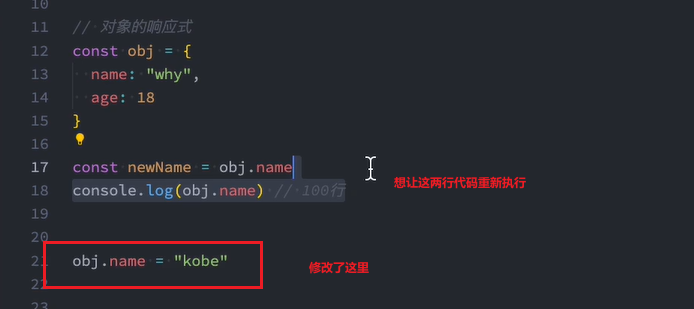 10
11 // 对象的响应式
12 const obj = {
13 name: "why",
14 age: 18
15 }
16
17 const newName = obj.name
18 console.log(obj.name) // 100行
想让这两行代码重新执行
19
20
21 obj.name = "kobe"
修改了这里
22
23